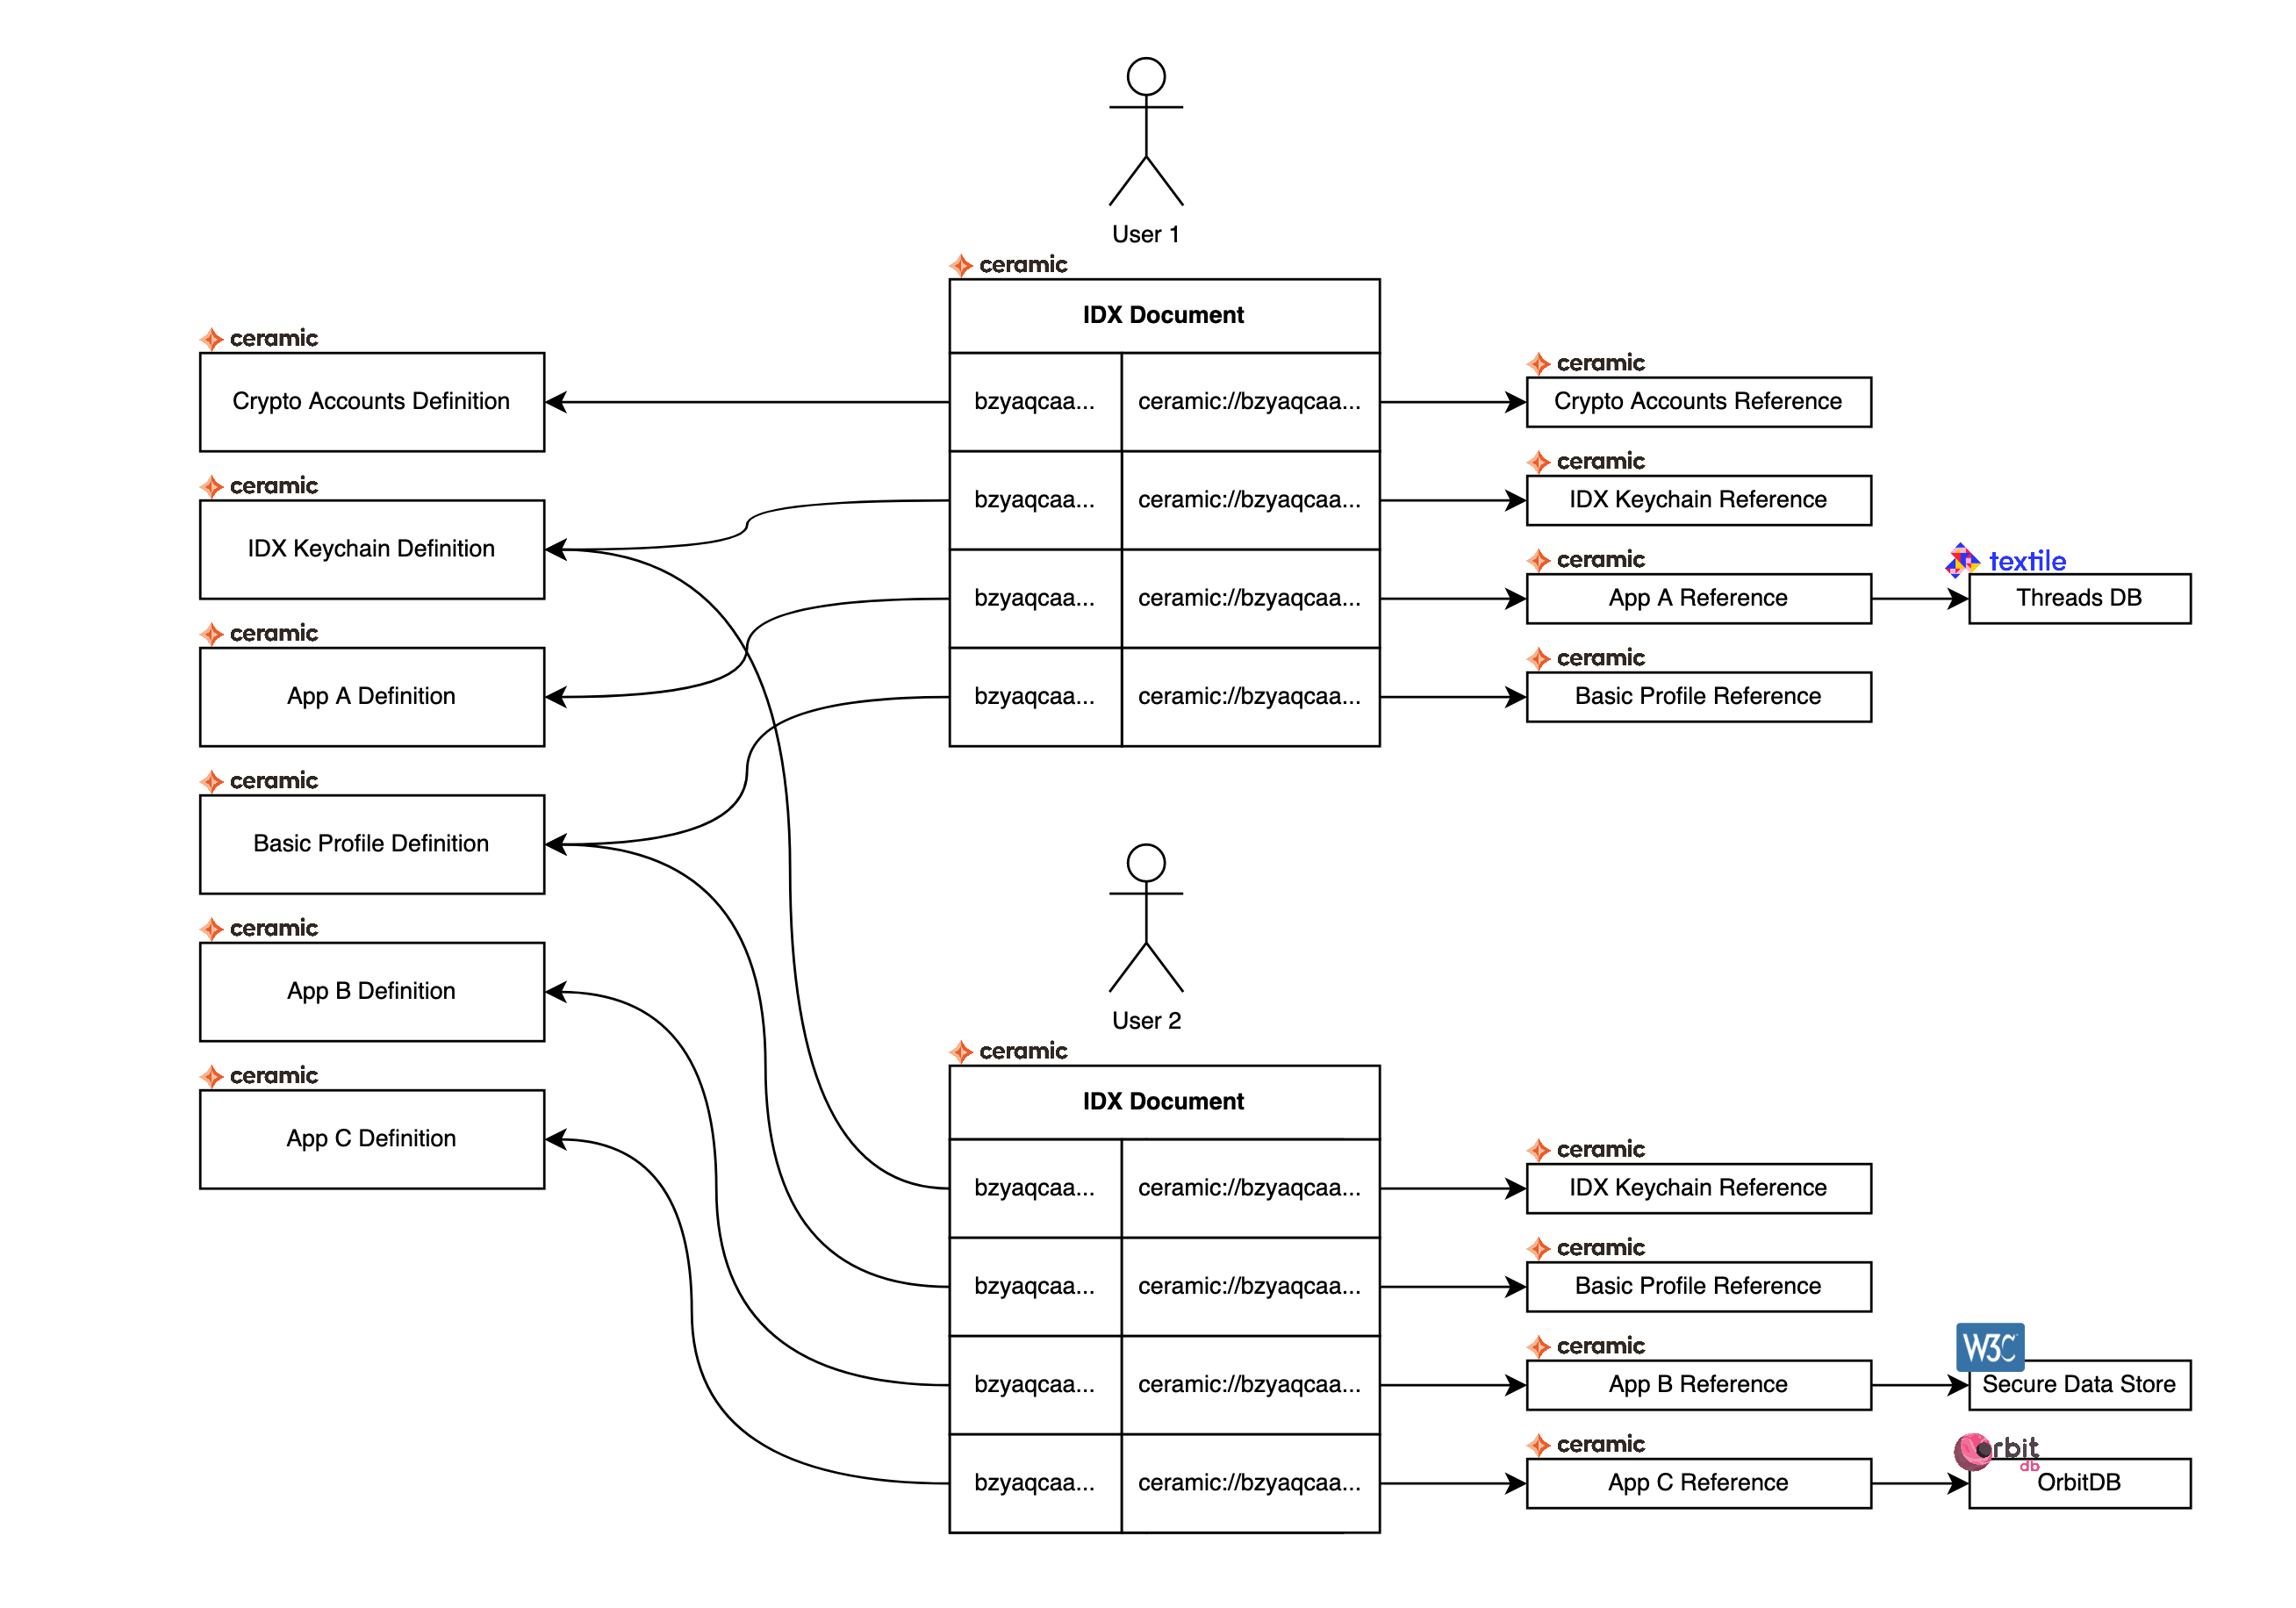 User 1
ceramic
IDX Document
bzyaqcaa... ceramic://bzyaqcaa...
bzyaqcaa... ceramic://bzyaqcaa...
bzyaqcaa... ceramic://bzyaqcaa...
bzyaqcaa... ceramic://bzyaqcaa...
ceramic
Crypto Accounts Definition
ceramic
IDX Keychain Definition
ceramic
App A Definition
ceramic
Basic Profile Definition
ceramic
App B Definition
ceramic
App C Definition
ceramic
Crypto Accounts Reference
ceramic
IDX Keychain Reference
ceramic
App A Reference
textile
Threads DB
ceramic
Basic Profile Reference
User 2
ceramic
IDX Document
bzyaqcaa... ceramic://bzyaqcaa...
bzyaqcaa... ceramic://bzyaqcaa...
bzyaqcaa... ceramic://bzyaqcaa...
bzyaqcaa... ceramic://bzyaqcaa...
ceramic
IDX Keychain Reference
ceramic
Basic Profile Reference
ceramic
App B Reference
W3C
Secure Data Store
ceramic
App C Reference
Orbit
db
OrbitDB